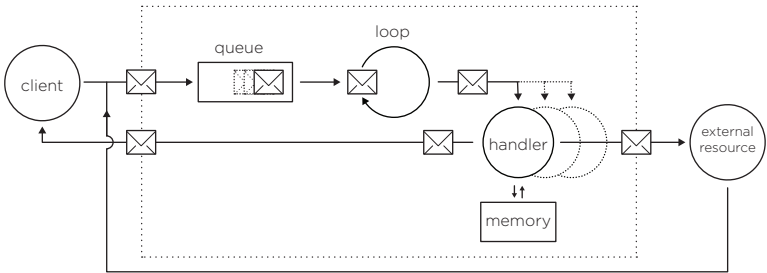 queue
loop
client
handler
external
resource
memory